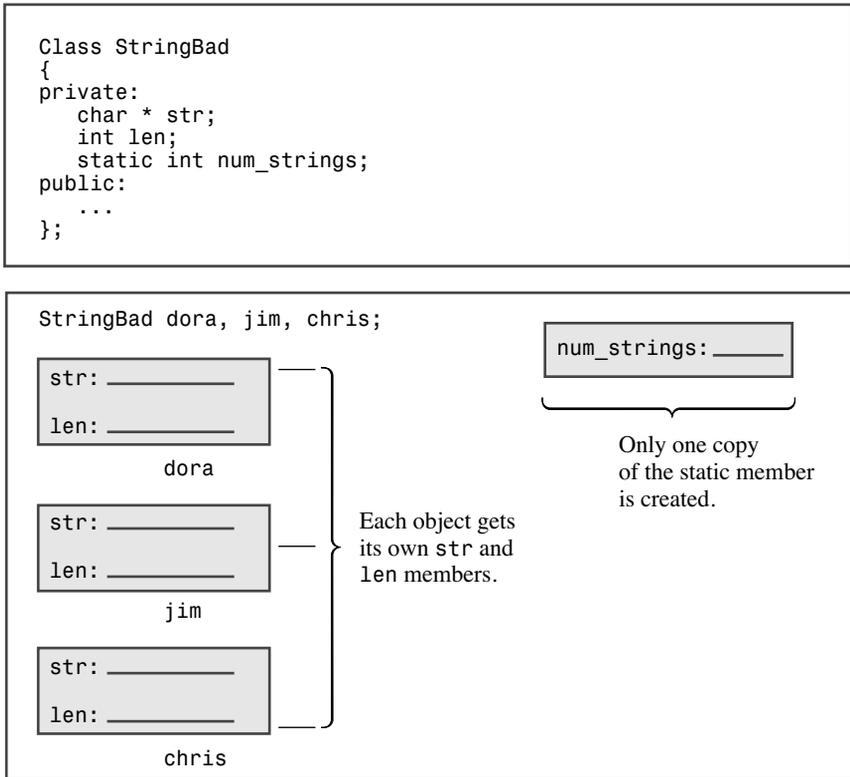 Class StringBad
{
private:
   char * str;
   int len;
   static int num_strings;
public:
   ...
};
StringBad dora, jim, chris;
num_strings:
str:
len:
dora
Only one copy
of the static member
is created.
str:
len:
jim
Each object gets
its own str and
len members.
str:
len:
chris